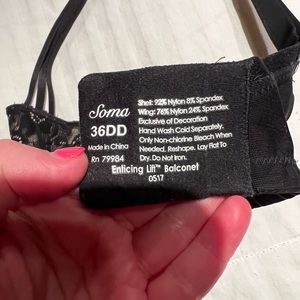 Soma
36DD
Made in China
Rn 79984
Shell: 92% Nylon 8% Spandex
Wing: 76% Nylon 24% Spandex
Exclusive of Decoration
Hand Wash Cold Separately.
Only Non-chlorine Bleach When
Needed. Reshape. Lay Flat To
Dry. Do Not Iron.
Enticing Lift™ Balconet
0517